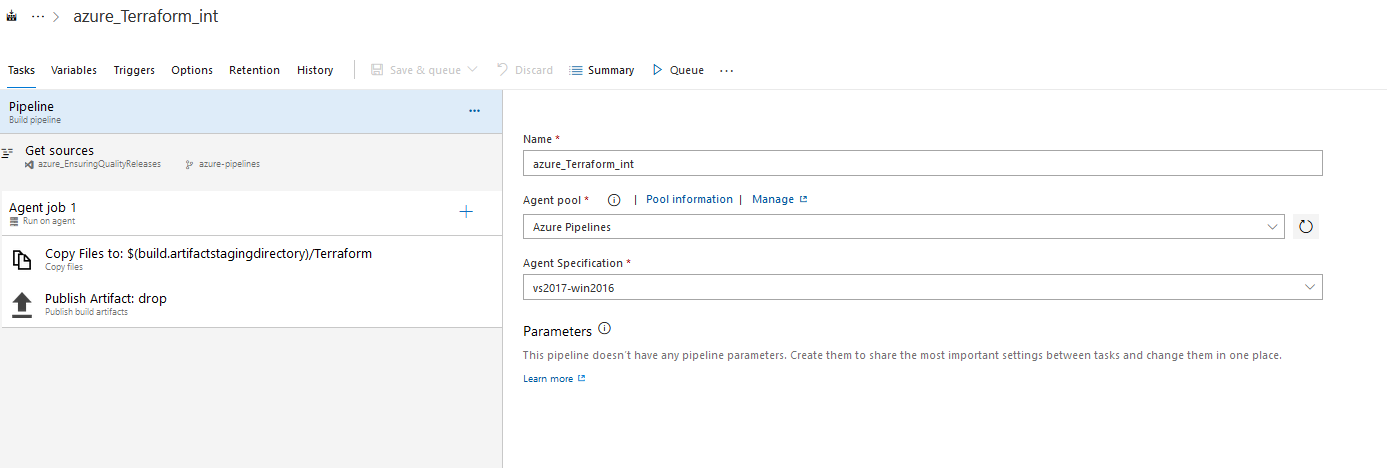 azure_Terraform_int
Tasks Variables Triggers Options Retention History Save & queue Discard Summary Queue
Pipeline
Build pipeline
Get sources
azure_EnsuringQualityReleases azure-pipelines
Agent job 1
Run on agent
Copy Files to: $(build.artifactstagingdirectory)/Terraform
Copy files
Publish Artifact: drop
Publish build artifacts
Name *
azure_Terraform_int
Agent pool * | Pool information | Manage
Azure Pipelines
Agent Specification *
vs2017-win2016
Parameters
This pipeline doesn't have any pipeline parameters. Create them to share the most important settings between tasks and change them in one place.
Learn more